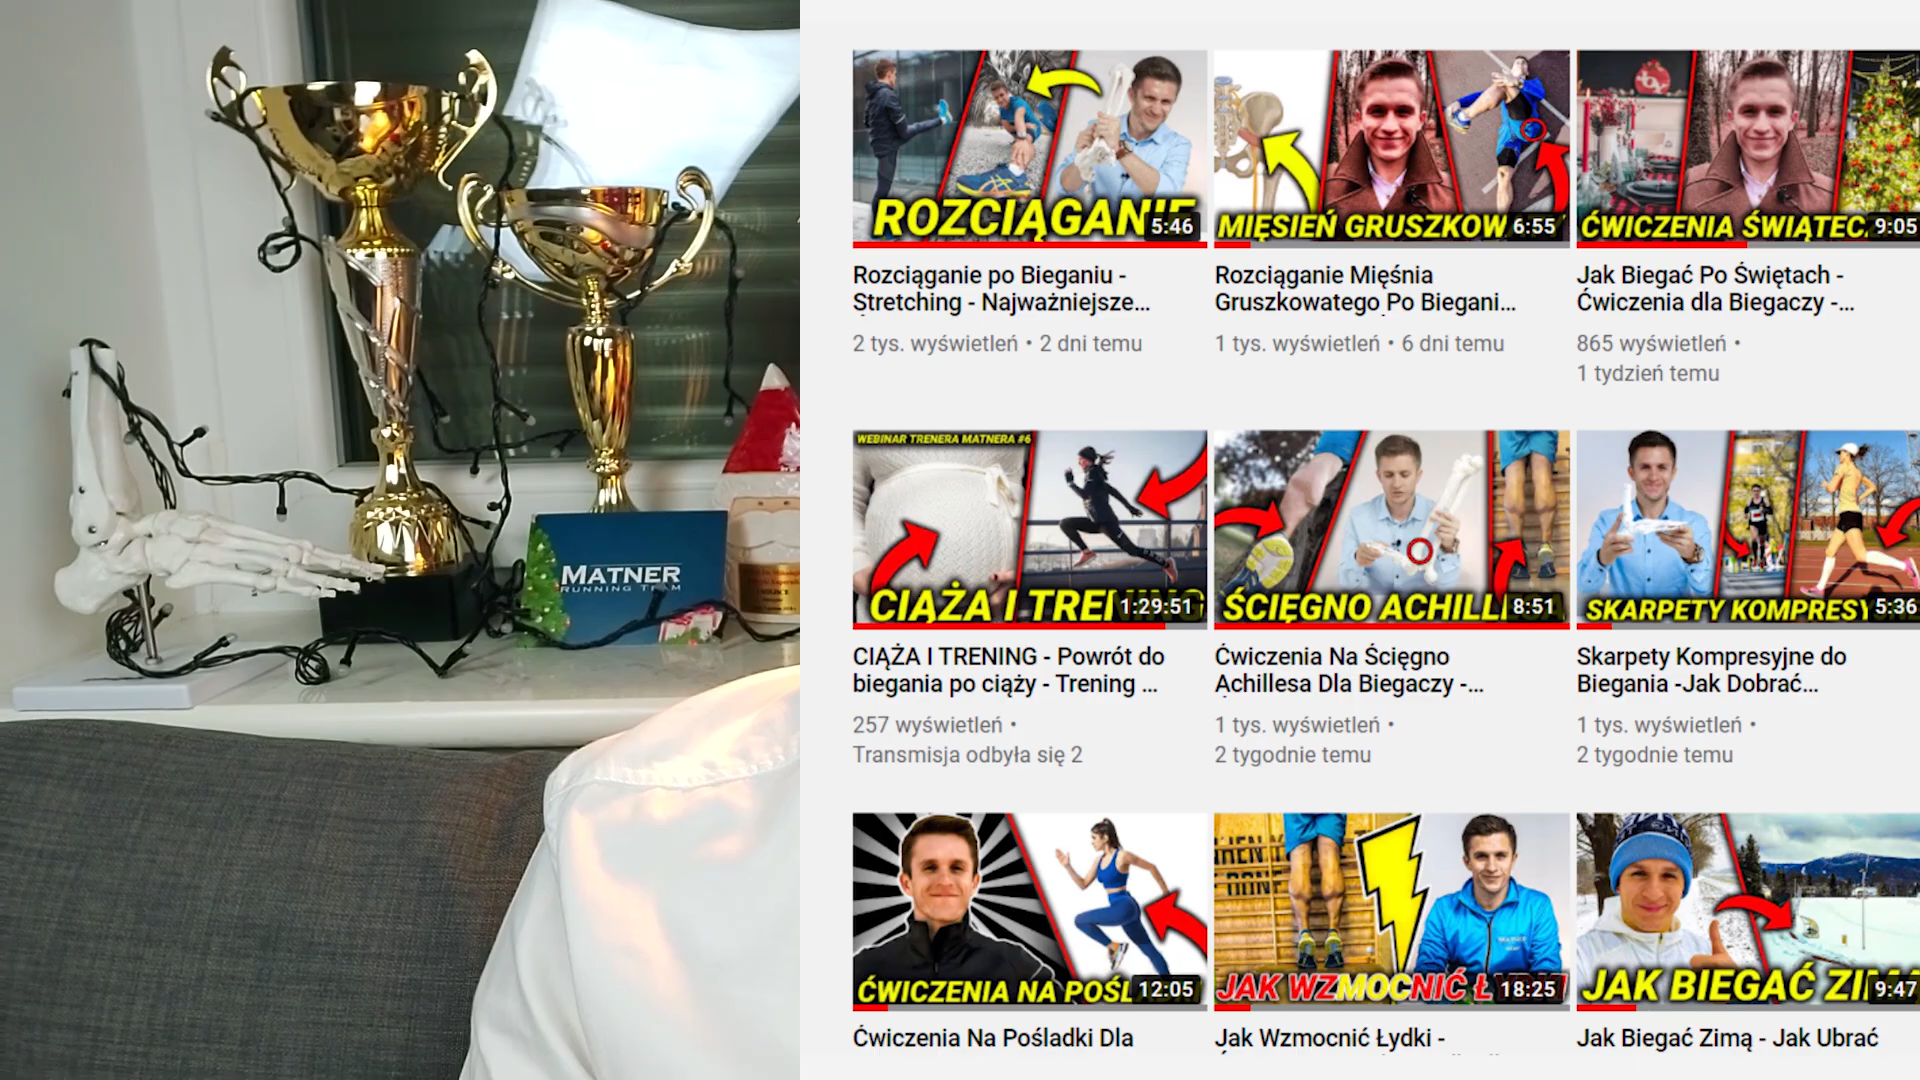 MATNER
RUNNING TEAM
ROZCIĄGANIE
5:46
Rozciąganie po Bieganiu -
Stretching - Najważniejsze...
2 tys. wyświetleń • 2 dni temu
MIĘSIEŃ GRUSZKOW
6:55
Rozciąganie Mięśnia
Gruszkowatego Po Biegani...
1 tys. wyświetleń • 6 dni temu
ĆWICZENIA ŚWIĄTEC
9:05
Jak Biegać Po Świętach -
Ćwiczenia dla Biegaczy -...
865 wyświetleń •
1 tydzień temu
WEBINAR TRENERA MATNERA #6
CIĄŻA I TRENING
1:29:51
CIĄŻA I TRENING - Powrót do
biegania po ciąży - Trening ...
257 wyświetleń •
Transmisja odbyła się 2
ŚCIĘGNO ACHILL
8:51
Ćwiczenia Na Ścięgno
Achillesa Dla Biegaczy -...
1 tys. wyświetleń •
2 tygodnie temu
SKARPETY KOMPRESY
5:36
Skarpety Kompresyjne do
Biegania -Jak Dobrać...
1 tys. wyświetleń •
2 tygodnie temu
ĆWICZENIA NA POŚL
12:05
Ćwiczenia Na Pośladki Dla
JAK WZMOCNIĆ Ł
18:25
Jak Wzmocnić Łydki -
JAK BIEGAĆ ZI
9:47
Jak Biegać Zimą - Jak Ubrać